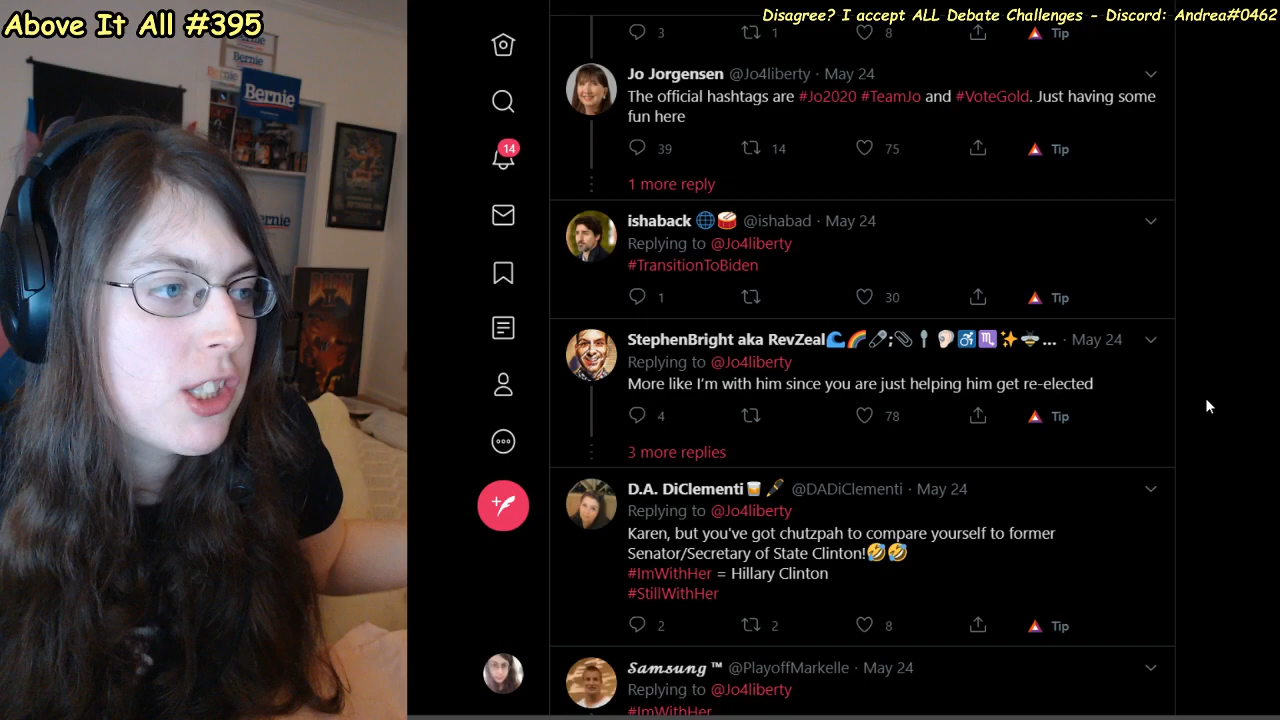 Above It All #395
Disagree? I accept ALL Debate Challenges - Discord: Andrea#0462
Bernie
Bernie
Bernie
3 1 8 Tip
14
Jo Jorgensen @Jo4liberty · May 24
The official hashtags are #Jo2020 #TeamJo and #VoteGold. Just having some
fun here
39 14 75 Tip
1 more reply
ishaback 🌐🥁 @ishabad · May 24
Replying to @Jo4liberty
#TransitionToBiden
1 30 Tip
StephenBright aka RevZeal🌊🌈🎤;📎🥄🦻♿♏✨... · May 24
Replying to @Jo4liberty
More like I'm with him since you are just helping him get re-elected
4 78 Tip
3 more replies
D.A. DiClementi🥃🖋 @DADiClementi · May 24
Replying to @Jo4liberty
Karen, but you've got chutzpah to compare yourself to former
Senator/Secretary of State Clinton!🤣🤣
#ImWithHer = Hillary Clinton
#StillWithHer
2 2 8 Tip
𝓢𝓪𝓶𝓼𝓾𝓷𝓰 ™ @PlayoffMarkelle · May 24
Replying to @Jo4liberty
#ImWithHer